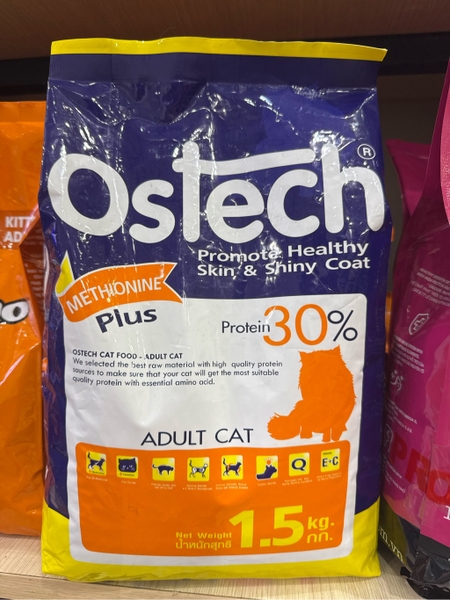 Ostech®
Promote Healthy
Skin & Shiny Coat
METHIONINE
Plus
Protein 30%
OSTECH CAT FOOD - ADULT CAT
We selected the best raw material with high quality protein
sources to make sure that your cat will get the most suitable
quality protein with essential amino acid.
ADULT CAT
Q
E+C
Net Weight
น้ำหนักสุทธิ
1.5 kg.
กก.
KITT